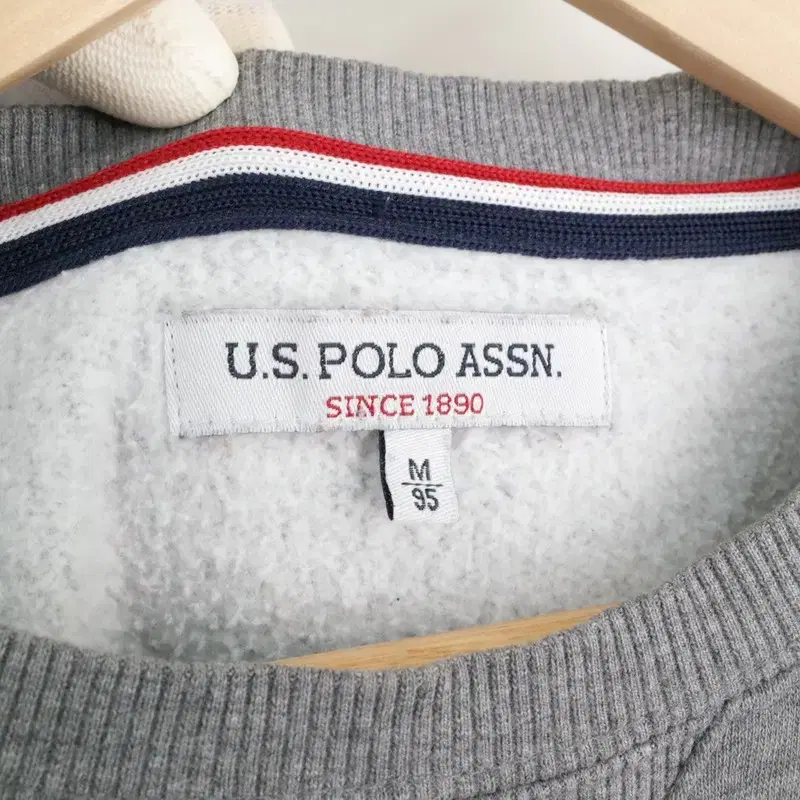 U.S. POLO ASSN.
SINCE 1890
M
95